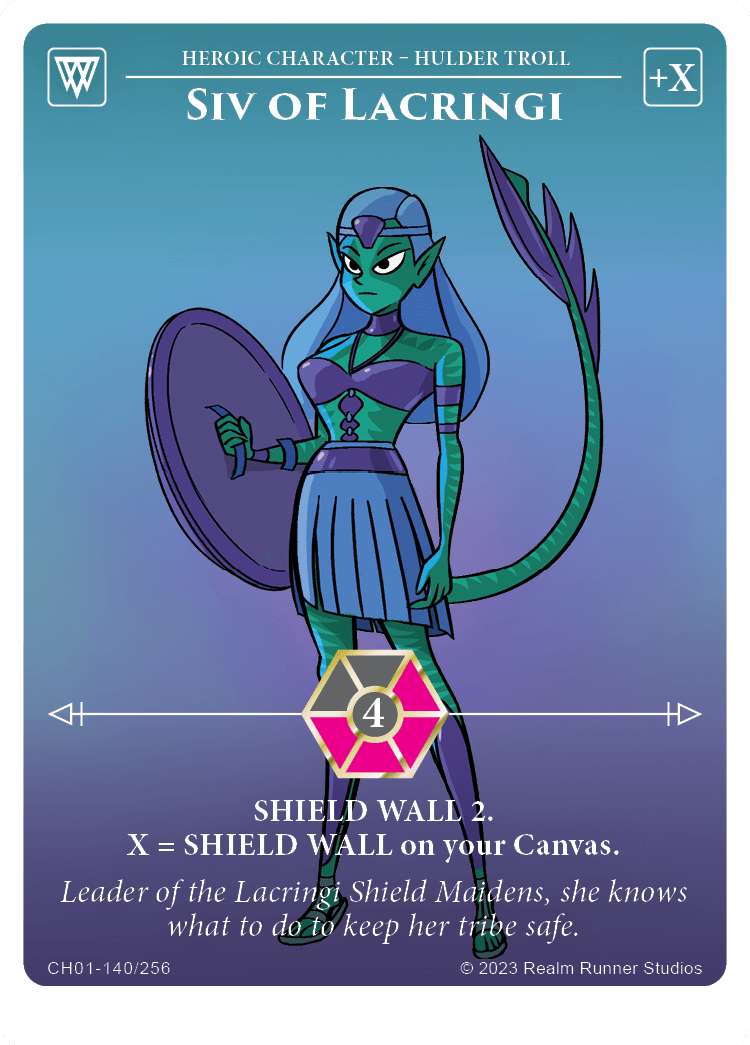 HEROIC CHARACTER – HULDER TROLL
SIV OF LACRINGI
+X
4
SHIELD WALL 2.
X = SHIELD WALL on your Canvas.
Leader of the Lacringi Shield Maidens, she knows
what to do to keep her tribe safe.
CH01-140/256
© 2023 Realm Runner Studios